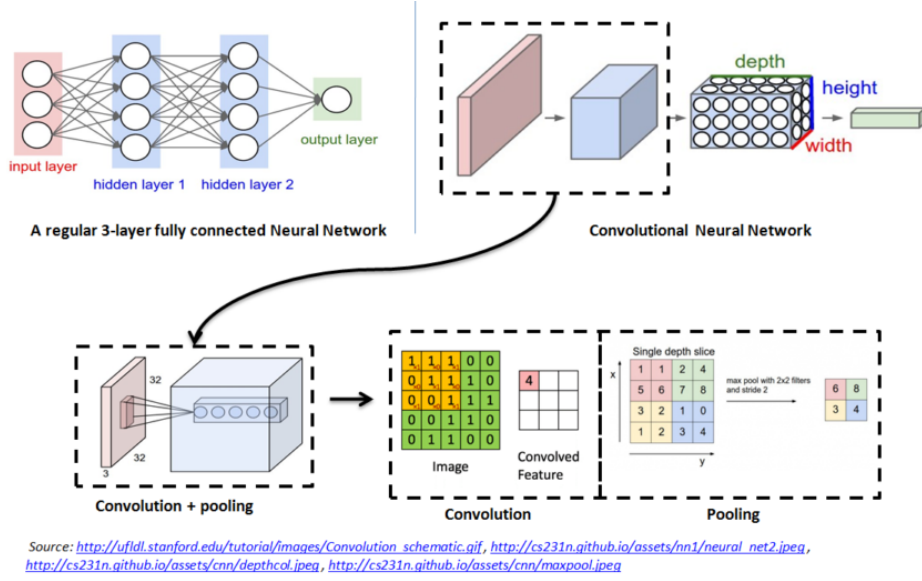 depth
height
width
input layer
output layer
hidden layer 1 hidden layer 2
A regular 3-layer fully connected Neural Network
Convolutional Neural Network
32
32
3
Convolution + pooling
1 1 1 0 0
0 1 1 1 0
0 0 1 1 1
0 0 1 1 0
0 1 1 0 0
Image
4
Convolved
Feature
Convolution
Single depth slice
x
1 1 2 4
5 6 7 8
3 2 1 0
1 2 3 4
y
max pool with 2x2 filters
and stride 2
6 8
3 4
Pooling
Source: http://ufldl.stanford.edu/tutorial/images/Convolution_schematic.gif , http://cs231n.github.io/assets/nn1/neural_net2.jpeg ,
http://cs231n.github.io/assets/cnn/depthcol.jpeg , http://cs231n.github.io/assets/cnn/maxpool.jpeg